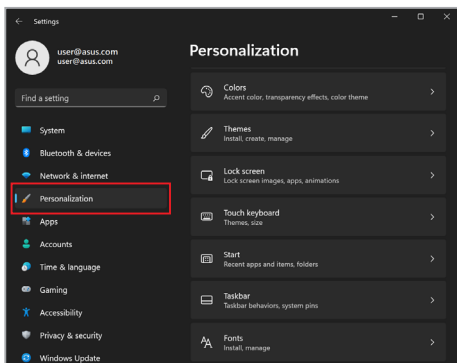 Settings
user@asus.com
user@asus.com
Find a setting
System
Bluetooth & devices
Network & internet
Personalization
Apps
Accounts
Time & language
Gaming
Accessibility
Privacy & security
Windows Update
Personalization
Colors
Accent color, transparency effects, color theme
Themes
Install, create, manage
Lock screen
Lock screen images, apps, animations
Touch keyboard
Themes, size
Start
Recent apps and items, folders
Taskbar
Taskbar behaviors, system pins
Fonts
Install, manage